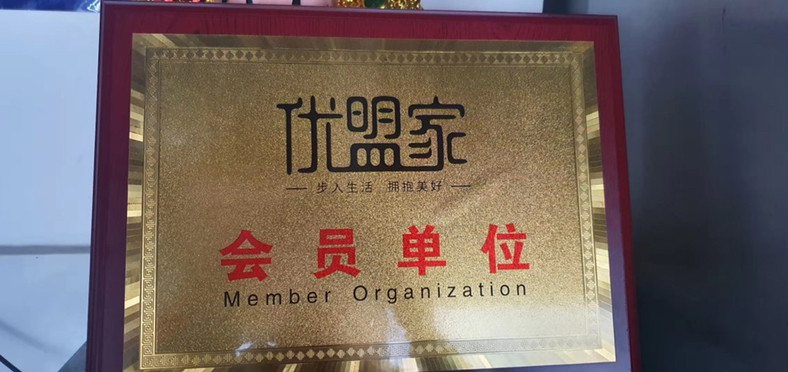 优盟家
步入生活 拥抱美好
会员单位
Member Organization